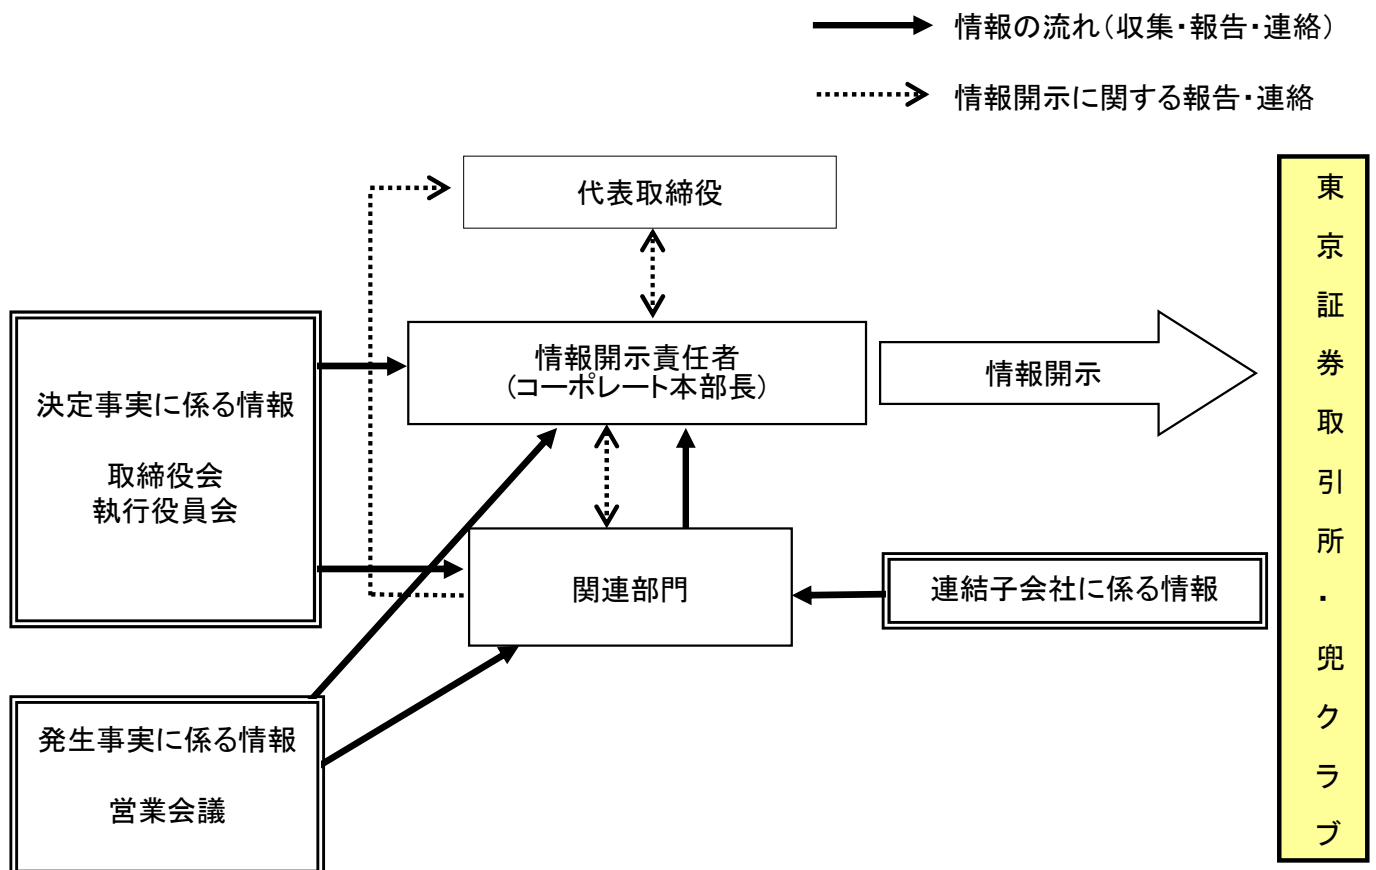 情報の流れ(収集・報告・連絡)
情報開示に関する報告・連絡
代表取締役
情報開示責任者
(コーポレート本部長)
情報開示
決定事実に係る情報
取締役会
執行役員会
関連部門
連結子会社に係る情報
発生事実に係る情報
営業会議
東京証券取引所・兜クラブ